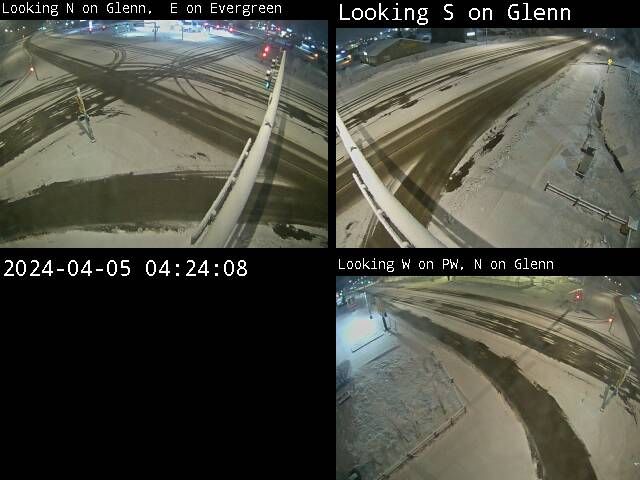 Looking N on Glenn,  E on Evergreen
Looking S on Glenn
2024-04-05 04:24:08
Looking W on PW, N on Glenn